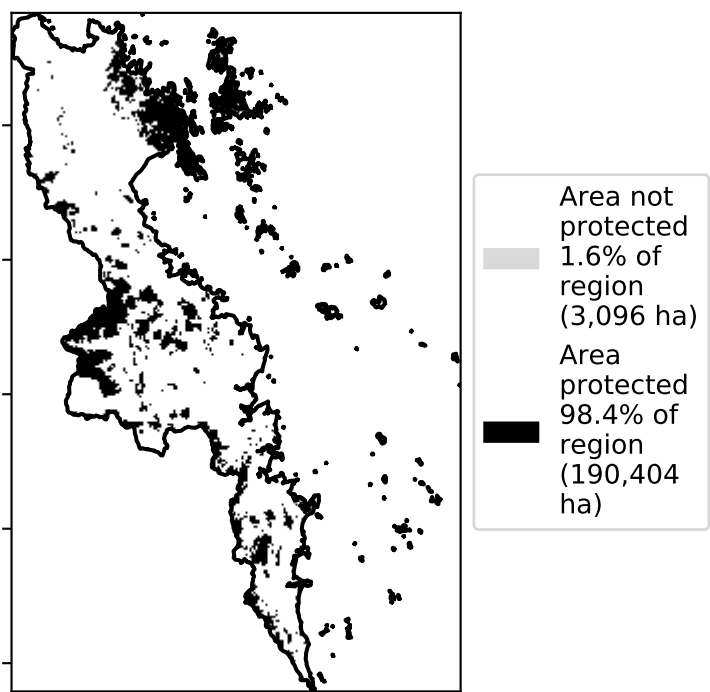 Area not
protected
1.6% of
region
(3,096 ha)
Area
protected
98.4% of
region
(190,404
ha)